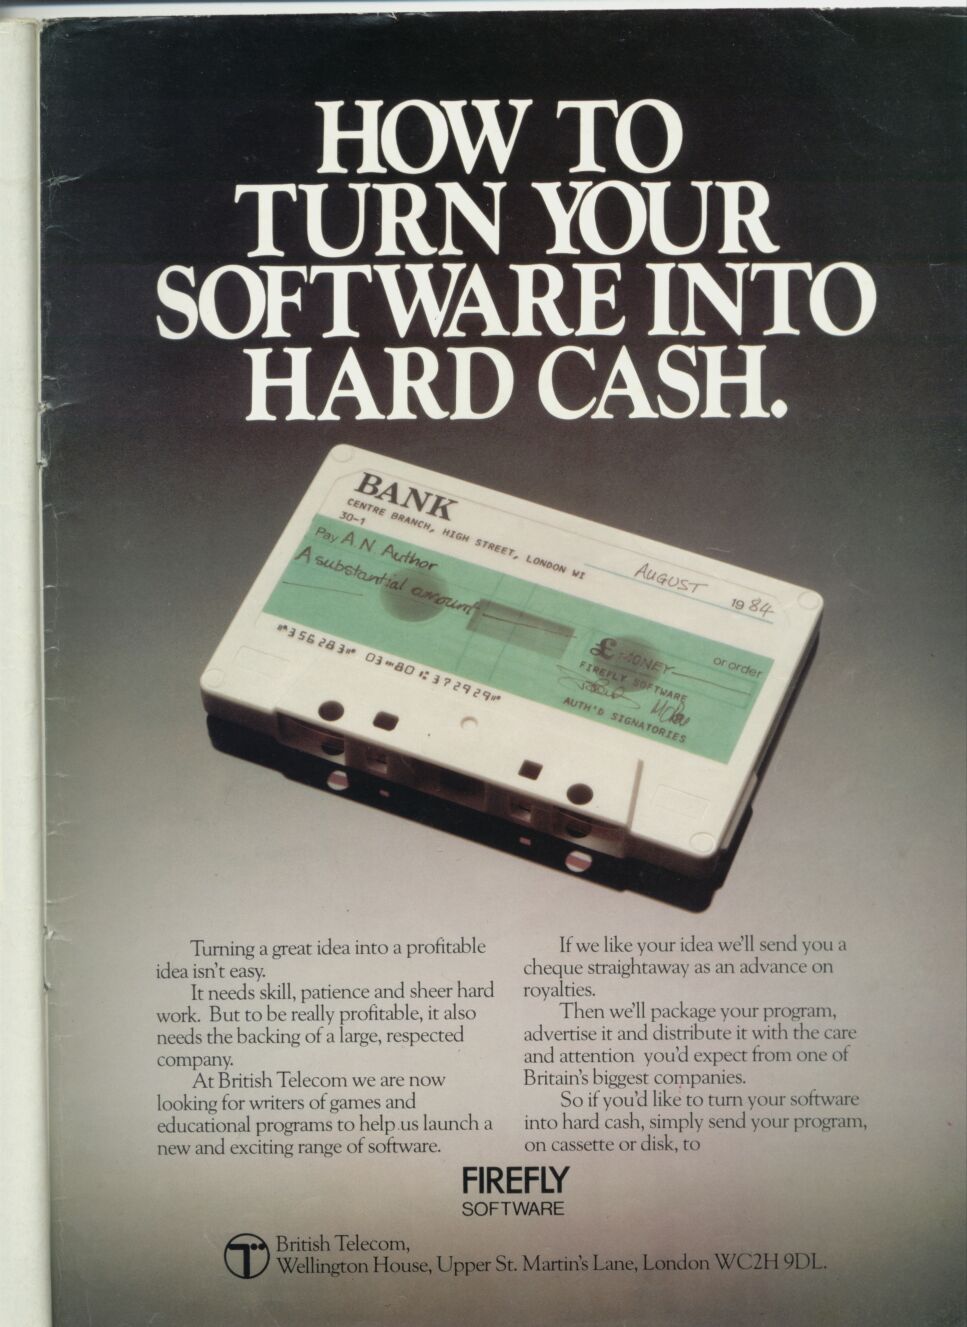 HOW TO
TURN YOUR
SOFTWARE INTO
HARD CASH.
BANK
CENTRE BRANCH, HIGH STREET, LONDON W1
30-1
AUGUST 1984
Pay A N Author
A substantial amount
£ MONEY or order
FIREFLY SOFTWARE
AUTH'D SIGNATORIES
"356283" 03"80 372929"
Turning a great idea into a profitable
idea isn't easy.
It needs skill, patience and sheer hard
work. But to be really profitable, it also
needs the backing of a large, respected
company.
At British Telecom we are now
looking for writers of games and
educational programs to help us launch a
new and exciting range of software.
If we like your idea we'll send you a
cheque straightaway as an advance on
royalties.
Then we'll package your program,
advertise it and distribute it with the care
and attention you'd expect from one of
Britain's biggest companies.
So if you'd like to turn your software
into hard cash, simply send your program,
on cassette or disk, to
FIREFLY
SOFTWARE
British Telecom,
Wellington House, Upper St. Martin's Lane, London WC2H 9DL.